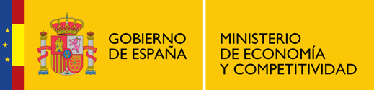 GOBIERNO
DE ESPAÑA
MINISTERIO
DE ECONOMÍA
Y COMPETITIVIDAD